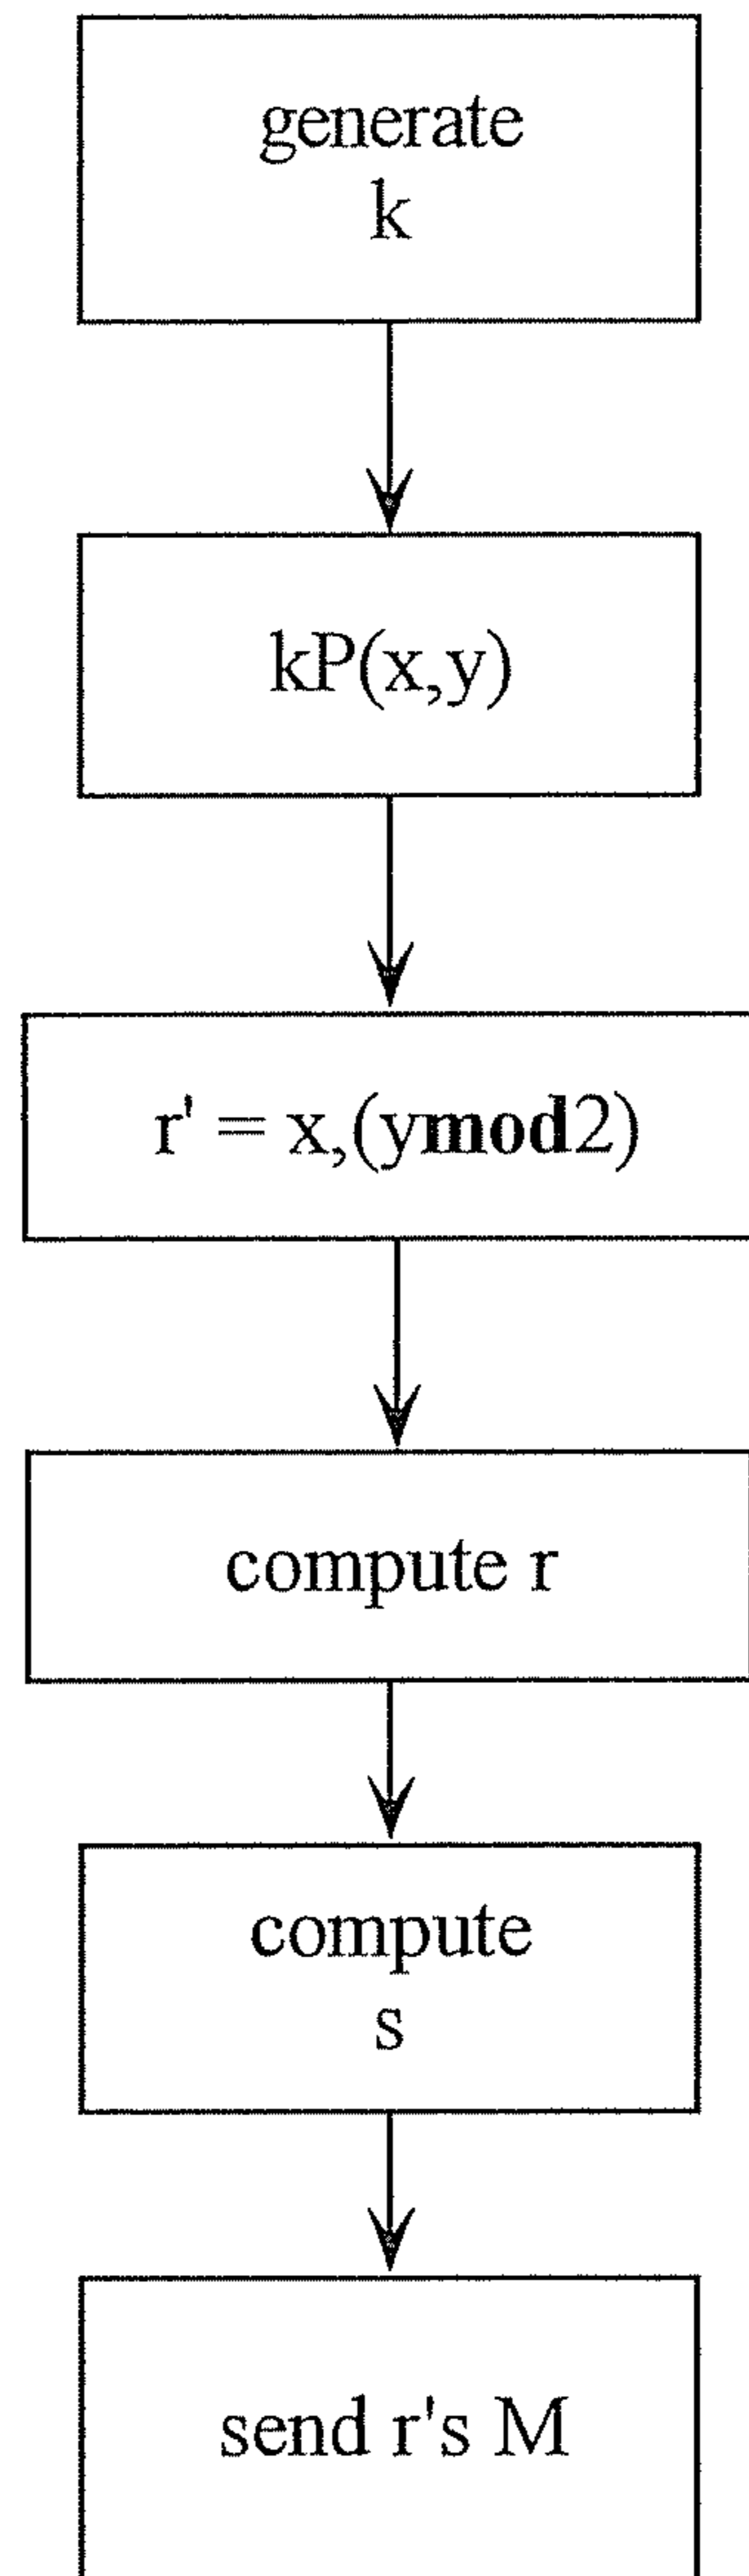 generate
k
kP(x,y)
r' = x,(ymod2)
compute r
compute
s
send r's M